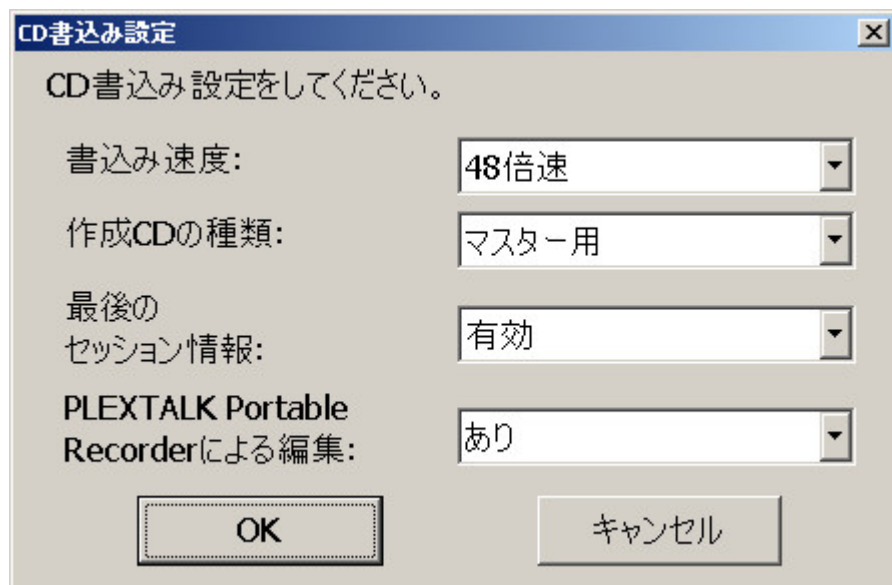 CD書込み設定
CD書込み設定をしてください。
書込み速度:
48倍速
作成CDの種類:
マスター用
最後の
セッション情報:
有効
PLEXTALK Portable
Recorderによる編集:
あり
OK
キャンセル